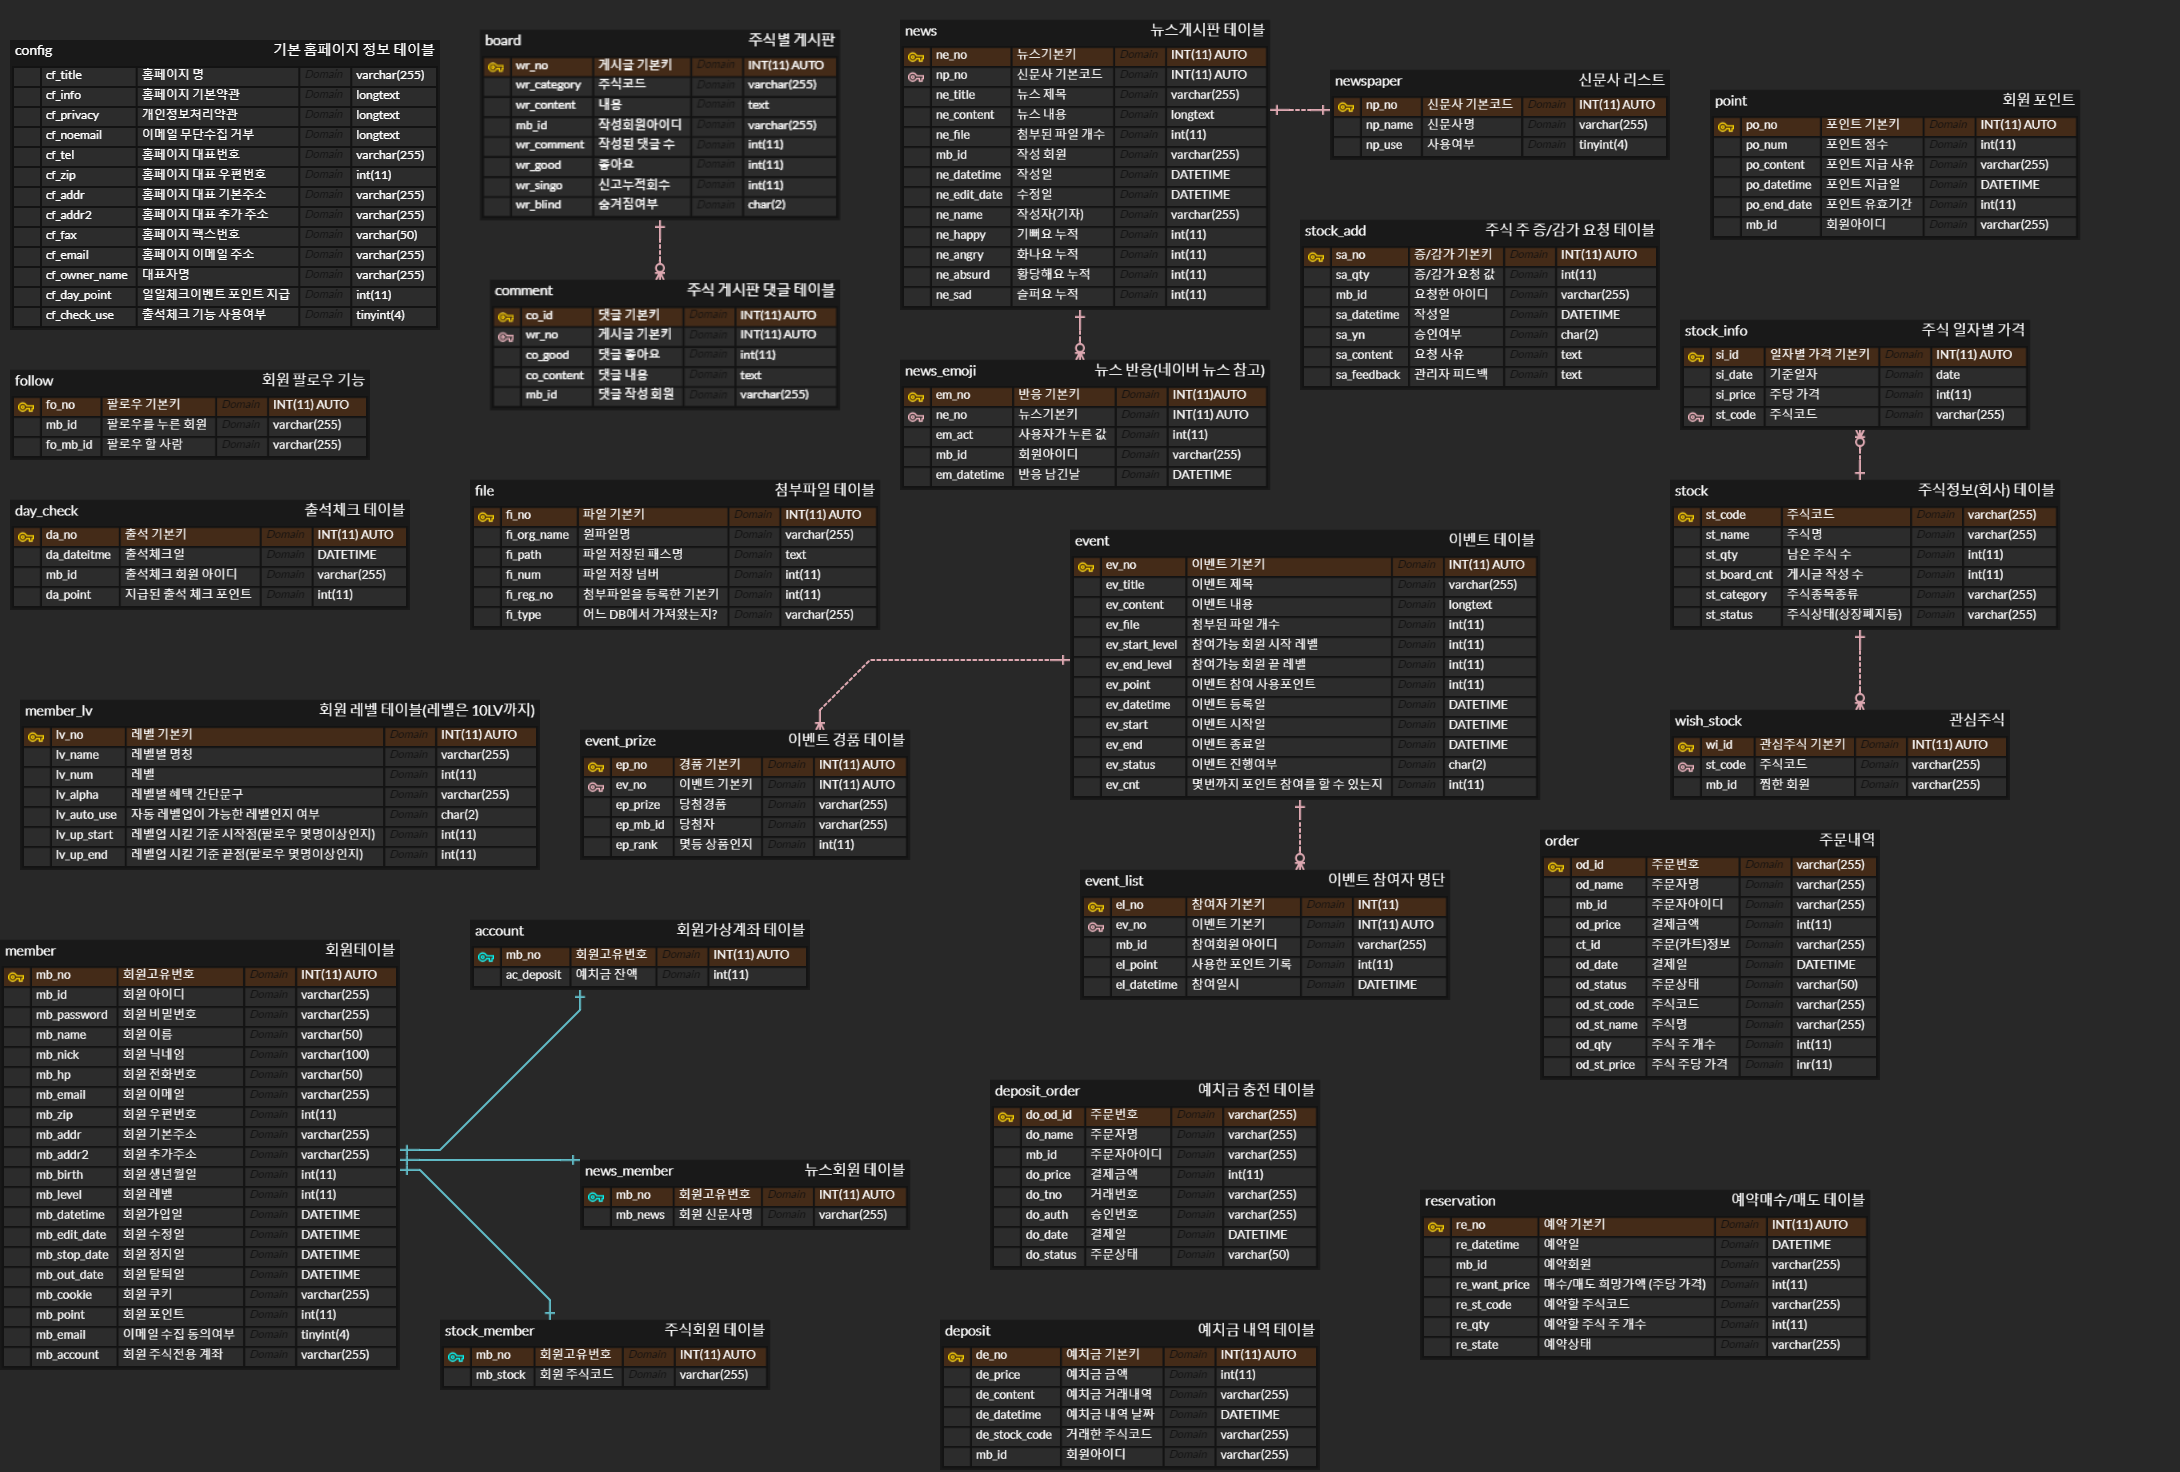 config 기본 홈페이지 정보 테이블
cf_title 홈페이지 명 Domain varchar(255)
cf_info 홈페이지 기본약관 Domain longtext
cf_privacy 개인정보처리약관 Domain longtext
cf_noemail 이메일 무단수집 거부 Domain longtext
cf_tel 홈페이지 대표번호 Domain varchar(255)
cf_zip 홈페이지 대표 우편번호 Domain int(11)
cf_addr 홈페이지 대표 기본주소 Domain varchar(255)
cf_addr2 홈페이지 대표 추가 주소 Domain varchar(255)
cf_fax 홈페이지 팩스번호 Domain varchar(50)
cf_email 홈페이지 이메일 주소 Domain varchar(255)
cf_owner_name 대표자명 Domain varchar(255)
cf_day_point 일일체크이벤트 포인트 지급 Domain int(11)
cf_check_use 출석체크 기능 사용여부 Domain tinyint(4)
board 주식별 게시판
wr_no 게시글 기본키 Domain INT(11) AUTO
wr_category 주식코드 Domain varchar(255)
wr_content 내용 Domain text
mb_id 작성회원아이디 Domain varchar(255)
wr_comment 작성된 댓글 수 Domain int(11)
wr_good 좋아요 Domain int(11)
wr_singo 신고누적회수 Domain int(11)
wr_blind 숨겨짐여부 Domain char(2)
comment 주식 게시판 댓글 테이블
co_id 댓글 기본키 Domain INT(11) AUTO
wr_no 게시글 기본키 Domain INT(11) AUTO
co_good 댓글 좋아요 Domain int(11)
co_content 댓글 내용 Domain text
mb_id 댓글 작성 회원 Domain varchar(255)
news 뉴스게시판 테이블
ne_no 뉴스기본키 Domain INT(11) AUTO
np_no 신문사 기본코드 Domain INT(11) AUTO
ne_title 뉴스 제목 Domain varchar(255)
ne_content 뉴스 내용 Domain longtext
ne_file 첨부된 파일 개수 Domain int(11)
mb_id 작성 회원 Domain varchar(255)
ne_datetime 작성일 Domain DATETIME
ne_edit_date 수정일 Domain DATETIME
ne_name 작성자(기자) Domain varchar(255)
ne_happy 기뻐요 누적 Domain int(11)
ne_angry 화나요 누적 Domain int(11)
ne_absurd 황당해요 누적 Domain int(11)
ne_sad 슬퍼요 누적 Domain int(11)
newspaper 신문사 리스트
np_no 신문사 기본코드 Domain INT(11) AUTO
np_name 신문사명 Domain varchar(255)
np_use 사용여부 Domain tinyint(4)
point 회원 포인트
po_no 포인트 기본키 Domain INT(11) AUTO
po_num 포인트 점수 Domain int(11)
po_content 포인트 지급 사유 Domain varchar(255)
po_datetime 포인트 지급일 Domain DATETIME
po_end_date 포인트 유효기간 Domain int(11)
mb_id 회원아이디 Domain varchar(255)
stock_add 주식 주 증/감가 요청 테이블
sa_no 증/감가 기본키 Domain INT(11) AUTO
sa_qty 증/감가 요청 값 Domain int(11)
mb_id 요청한 아이디 Domain varchar(255)
sa_datetime 작성일 Domain DATETIME
sa_yn 승인여부 Domain char(2)
sa_content 요청 사유 Domain text
sa_feedback 관리자 피드백 Domain text
stock_info 주식 일자별 가격
si_id 일자별 가격 기본키 Domain INT(11) AUTO
si_date 기준일자 Domain date
si_price 주당 가격 Domain int(11)
st_code 주식코드 Domain varchar(255)
follow 회원 팔로우 기능
fo_no 팔로우 기본키 Domain INT(11) AUTO
mb_id 팔로우를 누른 회원 Domain varchar(255)
fo_mb_id 팔로우 할 사람 Domain varchar(255)
news_emoji 뉴스 반응(네이버 뉴스 참고)
em_no 반응 기본키 Domain INT(11)AUTO
ne_no 뉴스기본키 Domain INT(11) AUTO
em_act 사용자가 누른 값 Domain int(11)
mb_id 회원아이디 Domain varchar(255)
em_datetime 반응 남긴날 Domain DATETIME
day_check 출석체크 테이블
da_no 출석 기본키 Domain INT(11) AUTO
da_dateitme 출석체크일 Domain DATETIME
mb_id 출석체크 회원 아이디 Domain varchar(255)
da_point 지급된 출석 체크 포인트 Domain int(11)
file 첨부파일 테이블
fi_no 파일 기본키 Domain INT(11) AUTO
fi_org_name 원파일명 Domain varchar(255)
fi_path 파일 저장된 패스명 Domain text
fi_num 파일 저장 넘버 Domain int(11)
fi_reg_no 첨부파일을 등록한 기본키 Domain int(11)
fi_type 어느 DB에서 가져왔는지? Domain varchar(255)
stock 주식정보(회사) 테이블
st_code 주식코드 Domain varchar(255)
st_name 주식명 Domain varchar(255)
st_qty 남은 주식 수 Domain int(11)
st_board_cnt 게시글 작성 수 Domain int(11)
st_category 주식종목종류 Domain varchar(255)
st_status 주식상태(상장폐지등) Domain varchar(255)
event 이벤트 테이블
ev_no 이벤트 기본키 Domain INT(11) AUTO
ev_title 이벤트 제목 Domain varchar(255)
ev_content 이벤트 내용 Domain longtext
ev_file 첨부된 파일 개수 Domain int(11)
ev_start_level 참여가능 회원 시작 레벨 Domain int(11)
ev_end_level 참여가능 회원 끝 레벨 Domain int(11)
ev_point 이벤트 참여 사용포인트 Domain int(11)
ev_datetime 이벤트 등록일 Domain DATETIME
ev_start 이벤트 시작일 Domain DATETIME
ev_end 이벤트 종료일 Domain DATETIME
ev_status 이벤트 진행여부 Domain char(2)
ev_cnt 몇번까지 포인트 참여를 할 수 있는지 Domain int(11)
member_lv 회원 레벨 테이블(레벨은 10LV까지)
lv_no 레벨 기본키 Domain INT(11) AUTO
lv_name 레벨별 명칭 Domain varchar(255)
lv_num 레벨 Domain int(11)
lv_alpha 레벨별 혜택 간단문구 Domain varchar(255)
lv_auto_use 자동 레벨업이 가능한 레벨인지 여부 Domain char(2)
lv_up_start 레벨업 시킬 기준 시작점(팔로우 몇명이상인지) Domain int(11)
lv_up_end 레벨업 시킬 기준 끝점(팔로우 몇명이상인지) Domain int(11)
event_prize 이벤트 경품 테이블
ep_no 경품 기본키 Domain INT(11) AUTO
ev_no 이벤트 기본키 Domain INT(11) AUTO
ep_prize 당첨경품 Domain varchar(255)
ep_mb_id 당첨자 Domain varchar(255)
ep_rank 몇등 상품인지 Domain int(11)
wish_stock 관심주식
wi_id 관심주식 기본키 Domain INT(11) AUTO
st_code 주식코드 Domain varchar(255)
mb_id 찜한 회원 Domain varchar(255)
event_list 이벤트 참여자 명단
el_no 참여자 기본키 Domain INT(11)
ev_no 이벤트 기본키 Domain INT(11) AUTO
mb_id 참여회원 아이디 Domain varchar(255)
el_point 사용한 포인트 기록 Domain int(11)
el_datetime 참여일시 Domain DATETIME
order 주문내역
od_id 주문번호 Domain varchar(255)
od_name 주문자명 Domain varchar(255)
mb_id 주문자아이디 Domain varchar(255)
od_price 결제금액 Domain int(11)
ct_id 주문(카트)정보 Domain varchar(255)
od_date 결제일 Domain DATETIME
od_status 주문상태 Domain varchar(50)
od_st_code 주식코드 Domain varchar(255)
od_st_name 주식명 Domain varchar(255)
od_qty 주식 주 개수 Domain int(11)
od_st_price 주식 주당 가격 Domain inr(11)
member 회원테이블
mb_no 회원고유번호 Domain INT(11) AUTO
mb_id 회원 아이디 Domain varchar(255)
mb_password 회원 비밀번호 Domain varchar(255)
mb_name 회원 이름 Domain varchar(50)
mb_nick 회원 닉네임 Domain varchar(100)
mb_hp 회원 전화번호 Domain varchar(50)
mb_email 회원 이메일 Domain varchar(255)
mb_zip 회원 우편번호 Domain int(11)
mb_addr 회원 기본주소 Domain varchar(255)
mb_addr2 회원 추가주소 Domain varchar(255)
mb_birth 회원 생년월일 Domain int(11)
mb_level 회원 레벨 Domain int(11)
mb_datetime 회원가입일 Domain DATETIME
mb_edit_date 회원 수정일 Domain DATETIME
mb_stop_date 회원 정지일 Domain DATETIME
mb_out_date 회원 탈퇴일 Domain DATETIME
mb_cookie 회원 쿠키 Domain varchar(255)
mb_point 회원 포인트 Domain int(11)
mb_email 이메일 수집 동의여부 Domain tinyint(4)
mb_account 회원 주식전용 계좌 Domain varchar(255)
account 회원가상계좌 테이블
mb_no 회원고유번호 Domain INT(11) AUTO
ac_deposit 예치금 잔액 Domain int(11)
news_member 뉴스회원 테이블
mb_no 회원고유번호 Domain INT(11) AUTO
mb_news 회원 신문사명 Domain varchar(255)
stock_member 주식회원 테이블
mb_no 회원고유번호 Domain INT(11) AUTO
mb_stock 회원 주식코드 Domain varchar(255)
deposit_order 예치금 충전 테이블
do_od_id 주문번호 Domain varchar(255)
do_name 주문자명 Domain varchar(255)
mb_id 주문자아이디 Domain varchar(255)
do_price 결제금액 Domain int(11)
do_tno 거래번호 Domain varchar(255)
do_auth 승인번호 Domain varchar(255)
do_date 결제일 Domain DATETIME
do_status 주문상태 Domain varchar(50)
deposit 예치금 내역 테이블
de_no 예치금 기본키 Domain INT(11) AUTO
de_price 예치금 금액 Domain int(11)
de_content 예치금 거래내역 Domain varchar(255)
de_datetime 예치금 내역 날짜 Domain DATETIME
de_stock_code 거래한 주식코드 Domain varchar(255)
mb_id 회원아이디 Domain varchar(255)
reservation 예약매수/매도 테이블
re_no 예약 기본키 Domain INT(11) AUTO
re_datetime 예약일 Domain DATETIME
mb_id 예약회원 Domain varchar(255)
re_want_price 매수/매도 희망가액 (주당 가격) Domain int(11)
re_st_code 예약할 주식코드 Domain varchar(255)
re_qty 예약할 주식 주 개수 Domain int(11)
re_state 예약상태 Domain varchar(255)